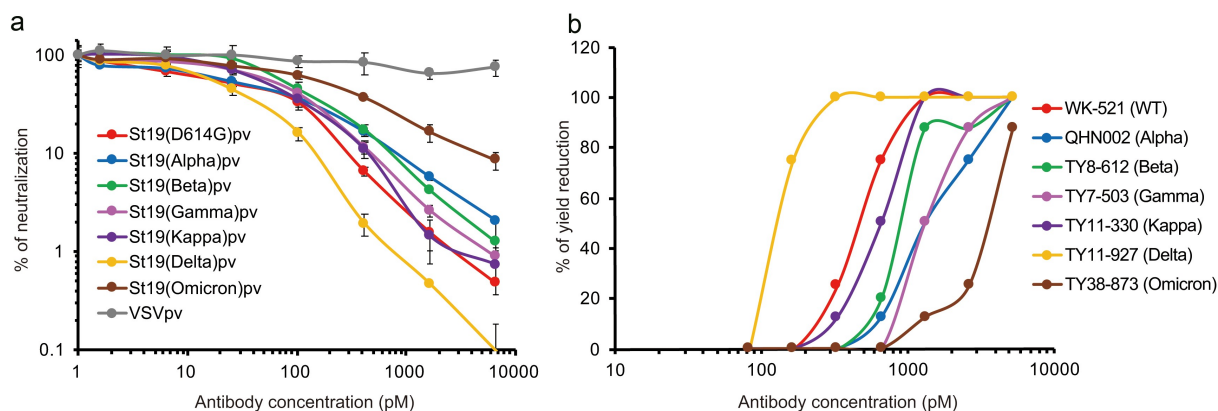 a
% of neutralization
100
10
1
0.1
St19(D614G)pv
St19(Alpha)pv
St19(Beta)pv
St19(Gamma)pv
St19(Kappa)pv
St19(Delta)pv
St19(Omicron)pv
VSVpv
1 10 100 1000 10000
Antibody concentration (pM)
b
% of yield reduction
120
100
80
60
40
20
0
10 100 1000 10000
Antibody concentration (pM)
WK-521 (WT)
QHN002 (Alpha)
TY8-612 (Beta)
TY7-503 (Gamma)
TY11-330 (Kappa)
TY11-927 (Delta)
TY38-873 (Omicron)